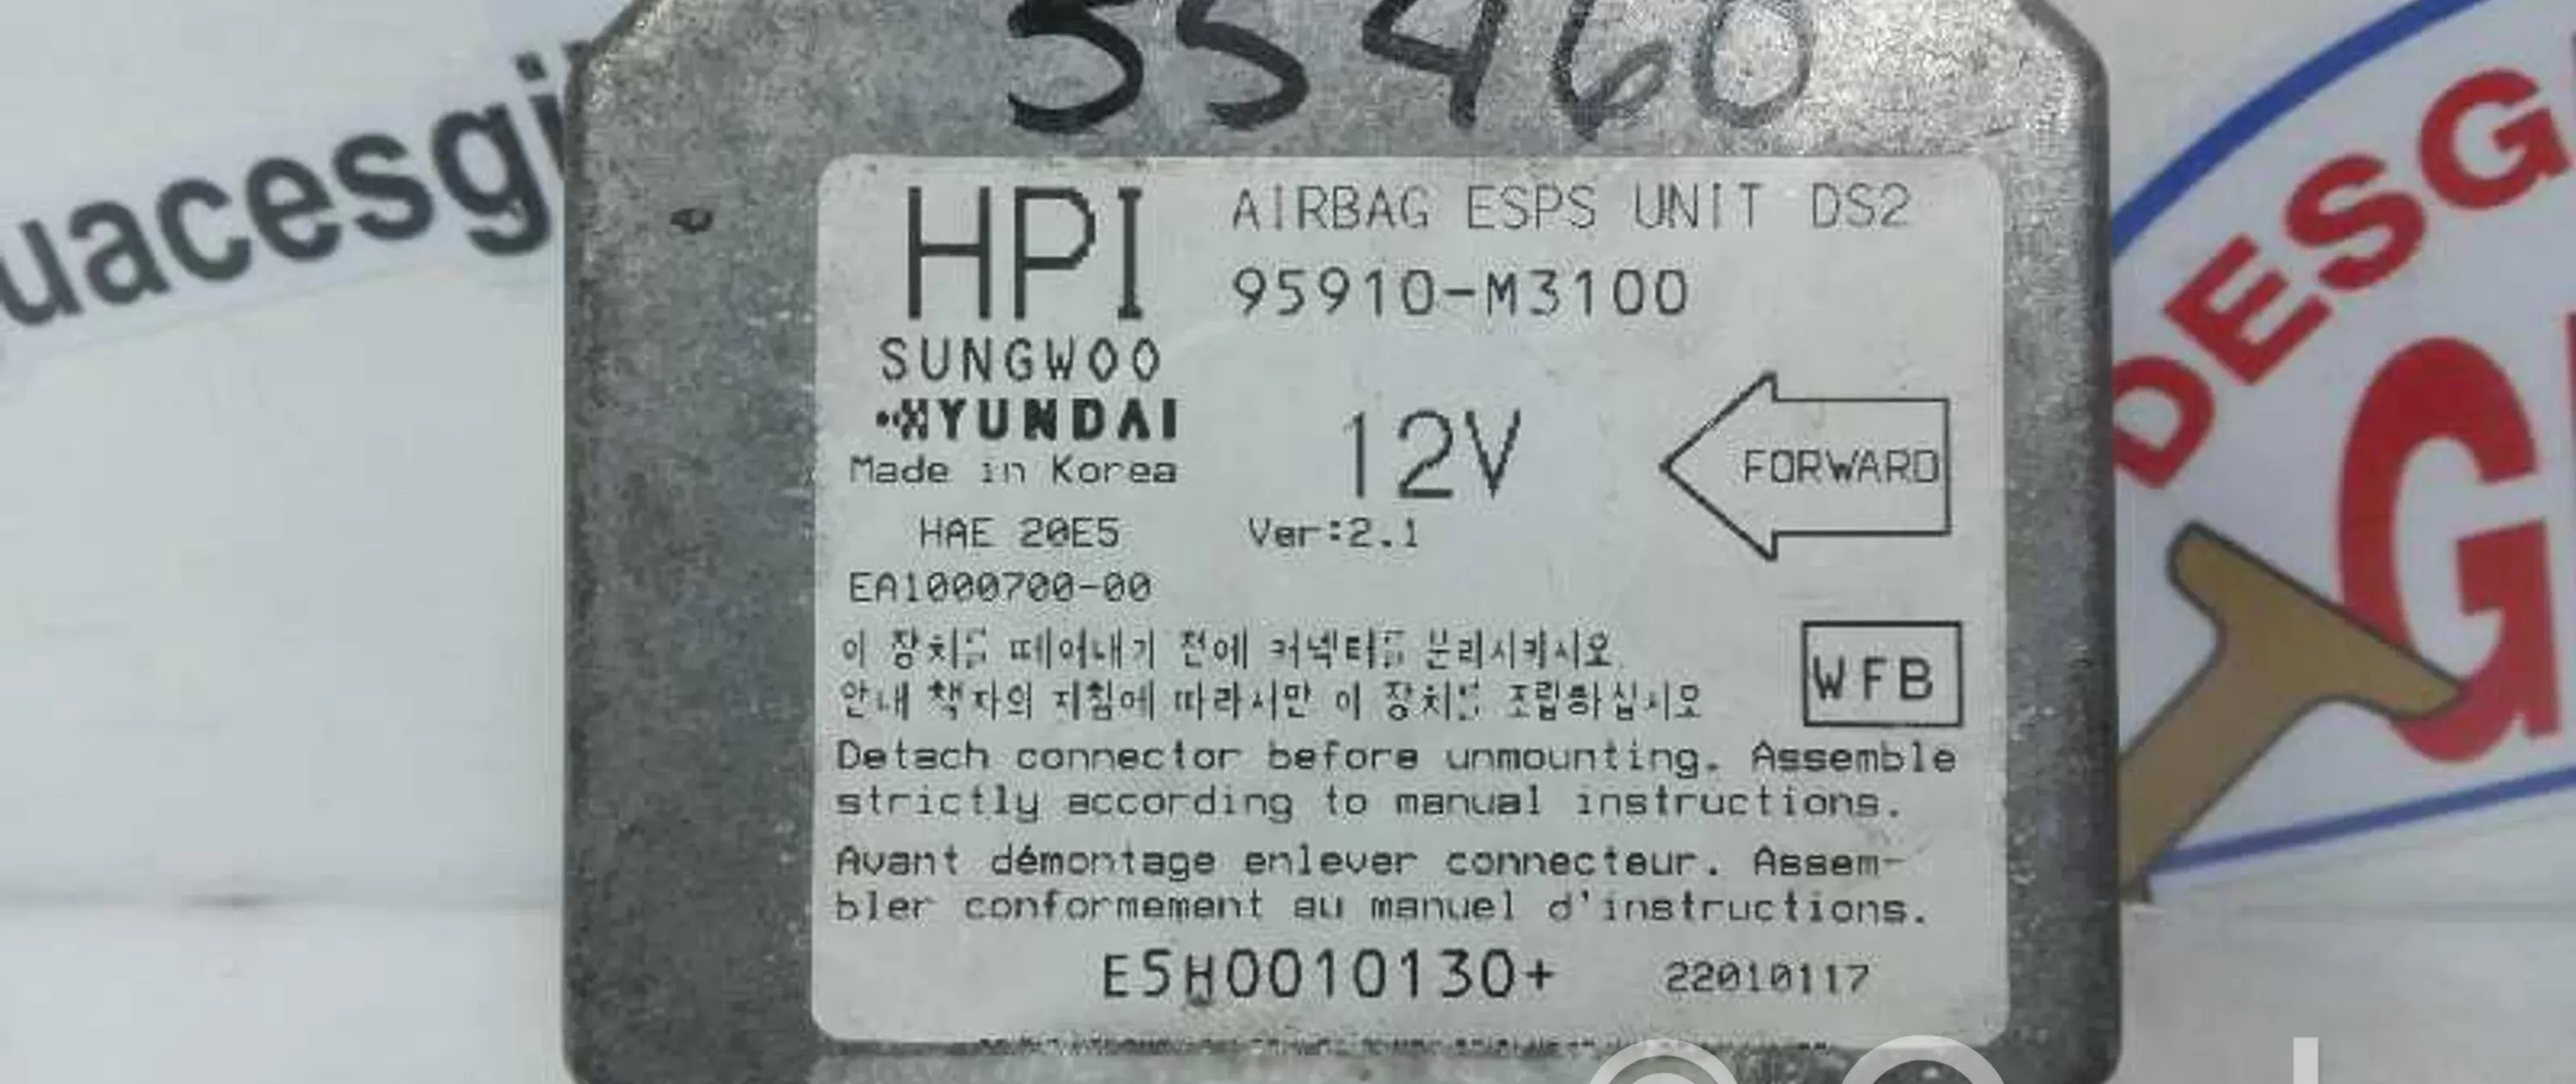 55460
uacesgi
DESG
G
HPI
AIRBAG ESPS UNIT DS2
95910-M3100
SUNGWOO
HYUNDAI
Made in Korea
12V
FORWARD
HAE 20E5
Ver:2.1
EA1000700-00
이 장치를 떼어내기 전에 커넥터를 분리시키시오
안내 책자의 지침에 따라서만 이 장치를 조립하십시오
WFB
Detach connector before unmounting. Assemble
strictly according to manual instructions.
Avant démontage enlever connecteur. Assem-
bler conformement au manuel d'instructions.
E5H0010130+
22010117